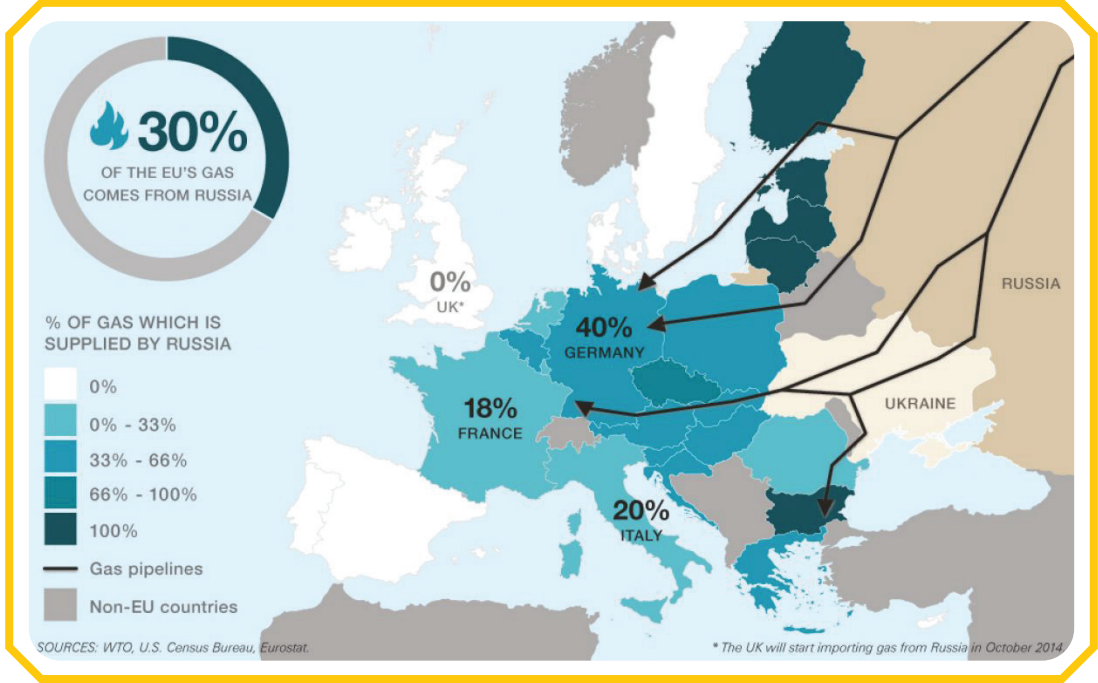 30%
OF THE EU'S GAS
COMES FROM RUSSIA
% OF GAS WHICH IS
SUPPLIED BY RUSSIA
0%
0% - 33%
33% - 66%
66% - 100%
100%
Gas pipelines
Non-EU countries
0%
UK*
40%
GERMANY
18%
FRANCE
20%
ITALY
RUSSIA
UKRAINE
SOURCES: WTO, U.S. Census Bureau, Eurostat.
* The UK will start importing gas from Russia in October 2014